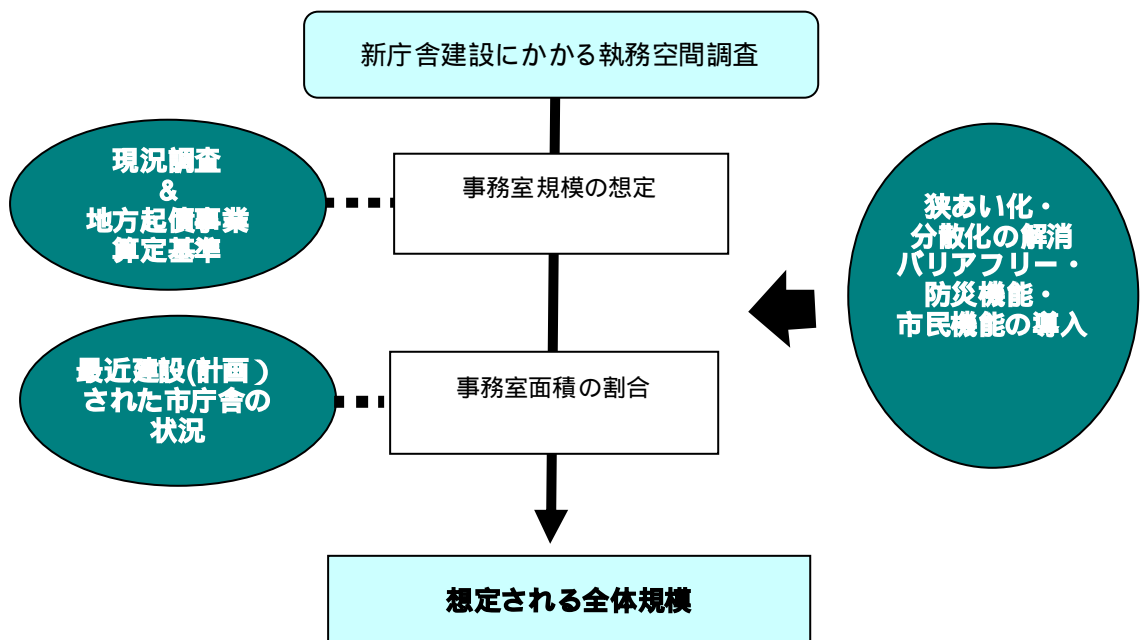 新庁舎建設にかかる執務空間調査
現況調査
&
地方起債事業
算定基準
事務室規模の想定
狭あい化・
分散化の解消
バリアフリー・
防災機能・
市民機能の導入
最近建設(計画）
された市庁舎の
状況
事務室面積の割合
想定される全体規模